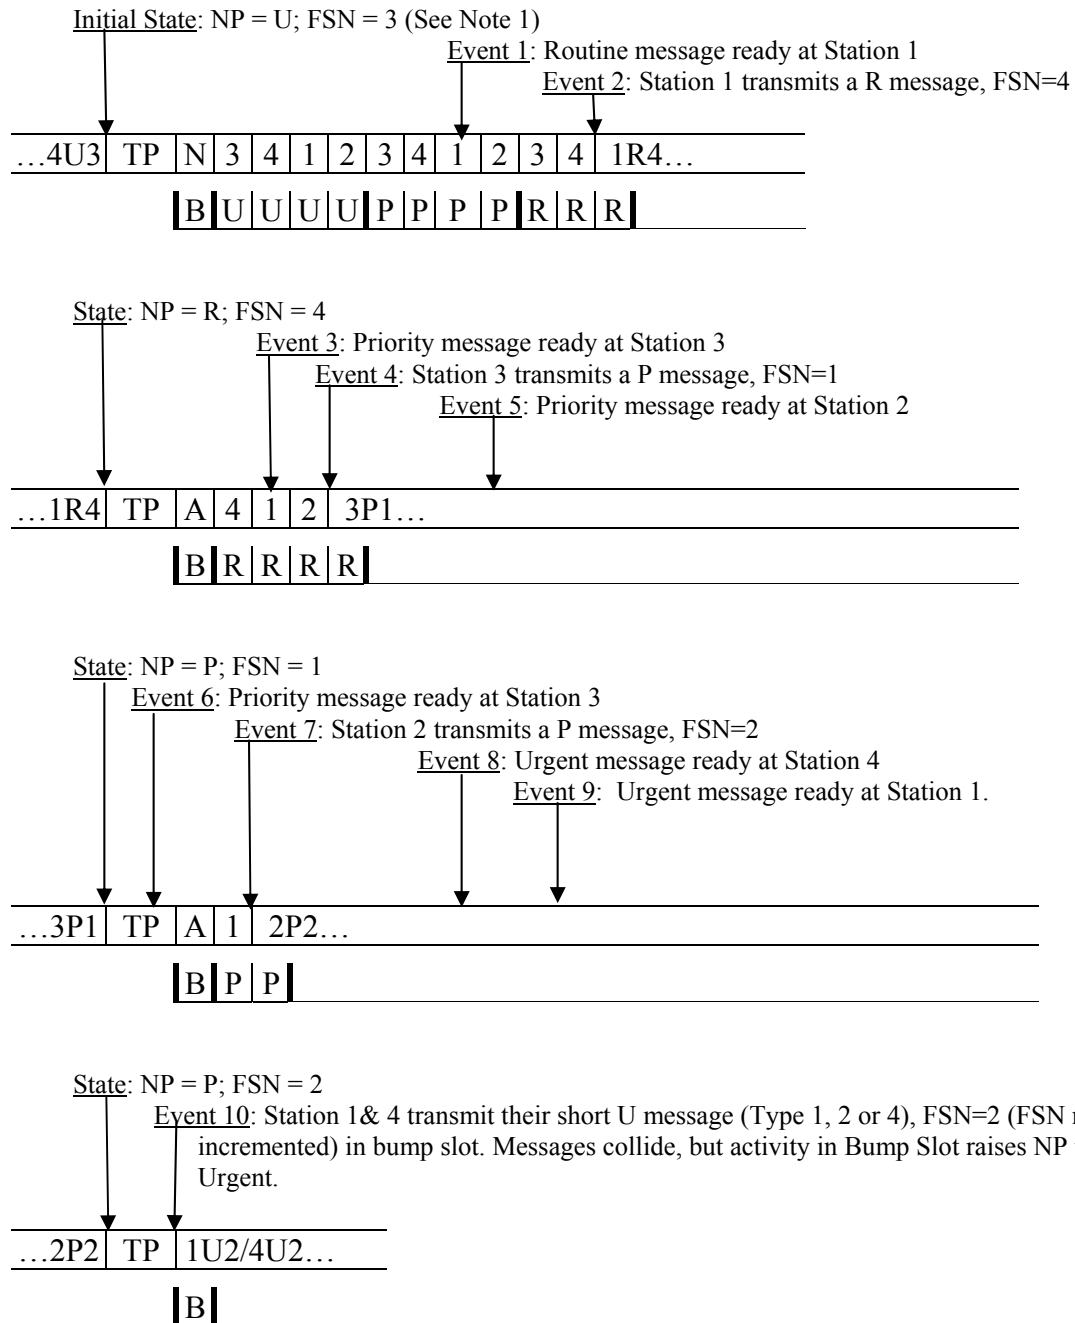 Initial State: NP = U; FSN = 3 (See Note 1)
Event 1: Routine message ready at Station 1
Event 2: Station 1 transmits a R message, FSN=4
…4U3 TP N 3 4 1 2 3 4 1 2 3 4 1R4…
B U U U U P P P P R R R
State: NP = R; FSN = 4
Event 3: Priority message ready at Station 3
Event 4: Station 3 transmits a P message, FSN=1
Event 5: Priority message ready at Station 2
…1R4 TP A 4 1 2 3P1…
B R R R R
State: NP = P; FSN = 1
Event 6: Priority message ready at Station 3
Event 7: Station 2 transmits a P message, FSN=2
Event 8: Urgent message ready at Station 4
Event 9: Urgent message ready at Station 1.
…3P1 TP A 1 2P2…
B P P
State: NP = P; FSN = 2
Event 10: Station 1& 4 transmit their short U message (Type 1, 2 or 4), FSN=2 (FSN
incremented) in bump slot. Messages collide, but activity in Bump Slot raises NP
Urgent.
…2P2 TP 1U2/4U2…
B